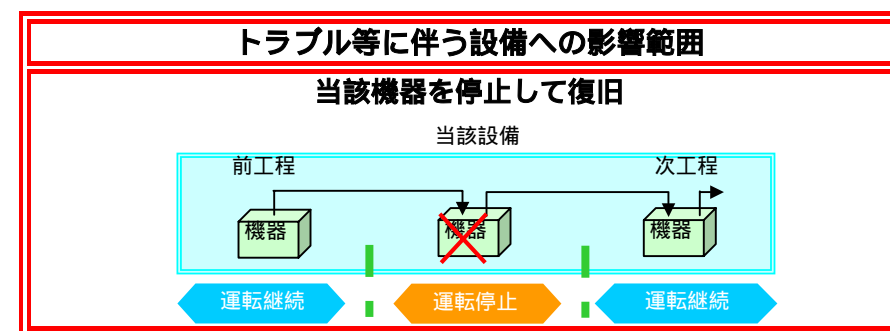 トラブル等に伴う設備への影響範囲
当該機器を停止して復旧
当該設備
前工程 次工程
機器 機器 機器
運転継続 運転停止 運転継続